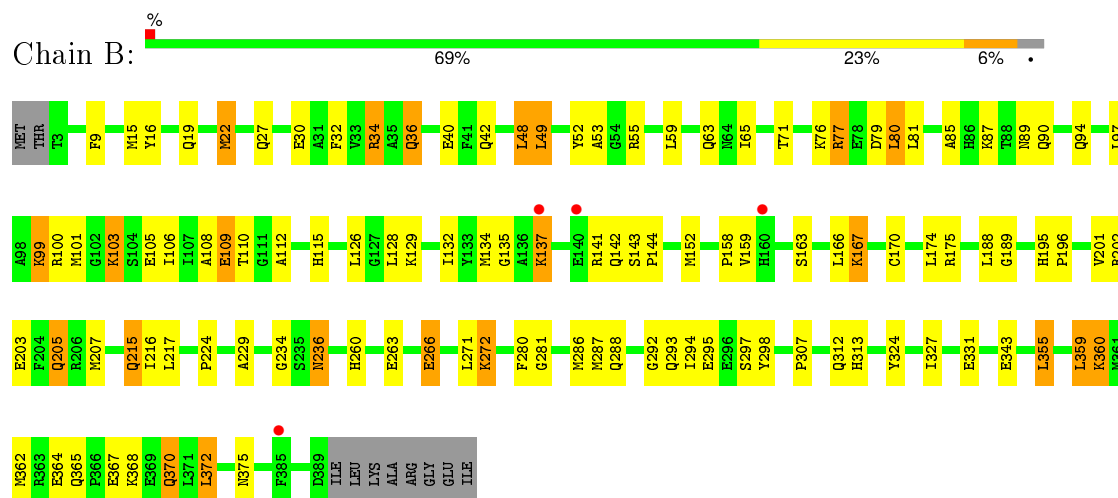 %
Chain B:
69% 23% 6% •
MET THR T3 F9 M15 Y16 Q19 M22 Q27 E30 A31 F32 V33 R34 A35 Q36 E40 F41 Q42 L48 L49 Y52 A53 G54 R55 L59 Q63 N64 I65 T71 K76 R77 E78 D79 L80 L81 A85 H86 K87 T88 N89 Q90 Q94 L97
A98 K99 R100 M101 G102 K103 S104 E105 I106 I107 A108 E109 T110 G111 A112 H115 L126 G127 L128 K129 I132 Y133 M134 G135 A136 K137 E140 R141 Q142 S143 P144 M152 P158 V159 H160 S163 L166 K167 C170 L174 R175 L188 G189 H195 P196 V201
E203 F204 Q205 R206 M207 Q215 I216 L217 P224 A229 G234 S235 N236 H260 E263 E266 L271 K272 F280 G281 M286 M287 Q288 G292 Q293 I294 E295 E296 S297 Y298 P307 Q312 H313 Y324 I327 E331 E343 L355 L359 K360 M361
M362 R363 E364 Q365 P366 E367 K368 E369 Q370 L371 L372 N375 F385 D389 ILE LEU LYS ALA ARG GLY GLU ILE